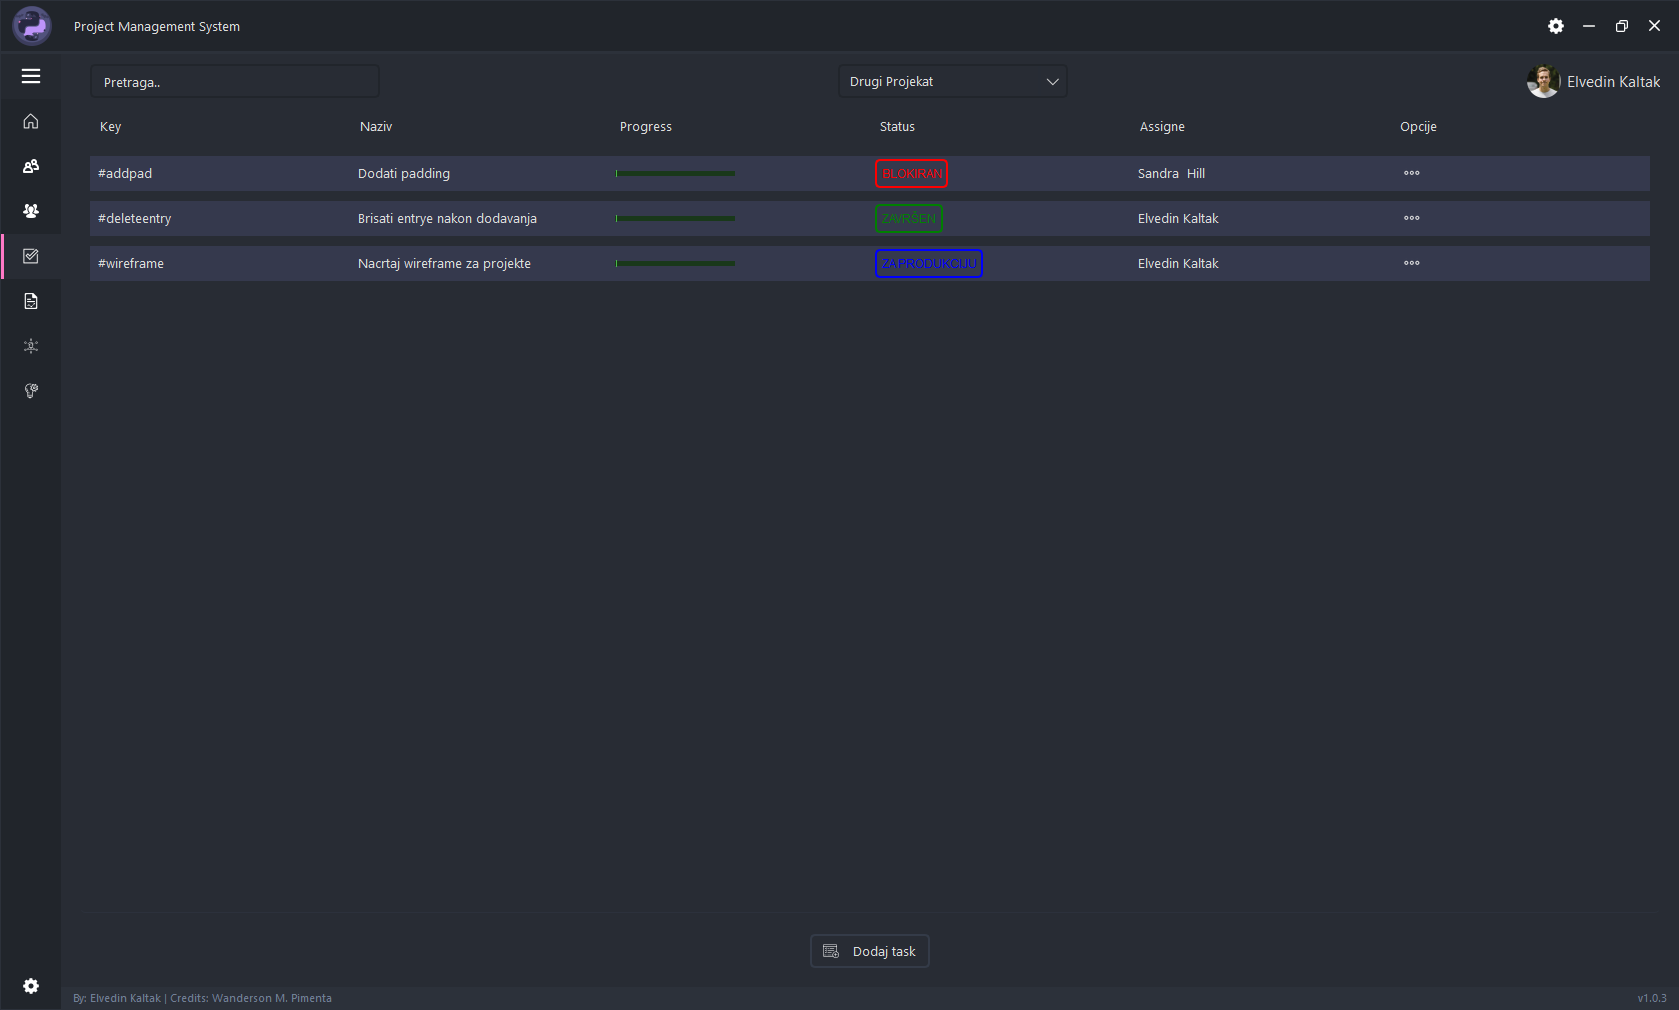 Project Management System
Pretraga..
Drugi Projekat
Elvedin Kaltak
Key Naziv Progress Status Assigne Opcije
#addpad Dodati padding BLOKIRAN Sandra Hill
#deleteentry Brisati entrye nakon dodavanja ZAVRŠEN Elvedin Kaltak
#wireframe Nacrtaj wireframe za projekte ZA PRODUKCIJU Elvedin Kaltak
Dodaj task
By: Elvedin Kaltak | Credits: Wanderson M. Pimenta
v1.0.3